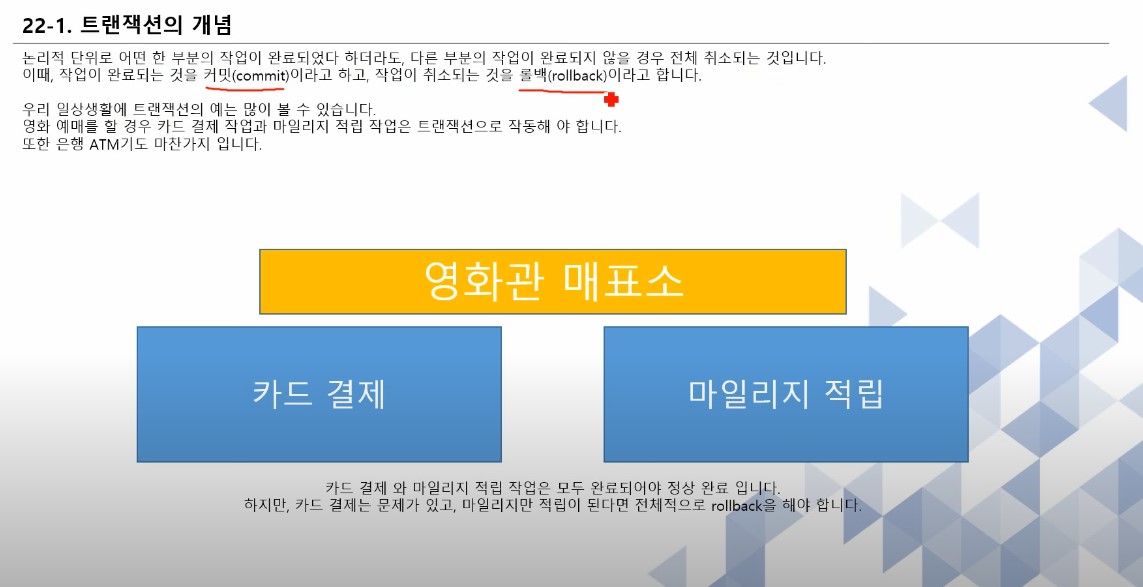 22-1. 트랜잭션의 개념
논리적 단위로 어떤 한 부분의 작업이 완료되었다 하더라도, 다른 부분의 작업이 완료되지 않을 경우 전체 취소되는 것입니다.
이때, 작업이 완료되는 것을 커밋(commit)이라고 하고, 작업이 취소되는 것을 롤백(rollback)이라고 합니다.
우리 일상생활에 트랜잭션의 예는 많이 볼 수 있습니다.
영화 예매를 할 경우 카드 결제 작업과 마일리지 적립 작업은 트랜잭션으로 작동해 야 합니다.
또한 은행 ATM기도 마찬가지 입니다.
영화관 매표소
카드 결제
마일리지 적립
카드 결제 와 마일리지 적립 작업은 모두 완료되어야 정상 완료 입니다.
하지만, 카드 결제는 문제가 있고, 마일리지만 적립이 된다면 전체적으로 rollback을 해야 합니다.